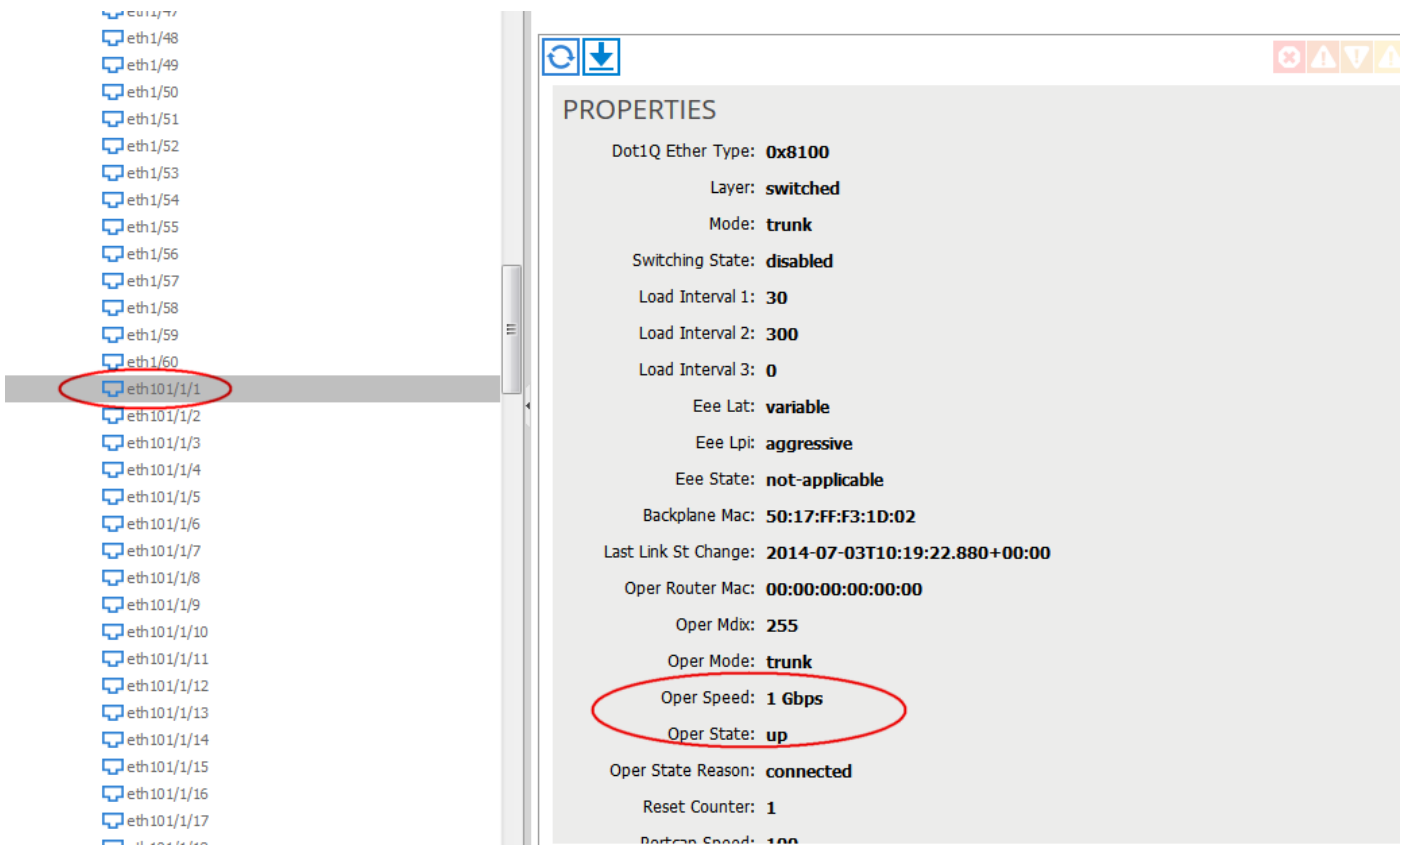 eth1/47
eth1/48
eth1/49
eth1/50
eth1/51
eth1/52
eth1/53
eth1/54
eth1/55
eth1/56
eth1/57
eth1/58
eth1/59
eth1/60
eth101/1/1
eth101/1/2
eth101/1/3
eth101/1/4
eth101/1/5
eth101/1/6
eth101/1/7
eth101/1/8
eth101/1/9
eth101/1/10
eth101/1/11
eth101/1/12
eth101/1/13
eth101/1/14
eth101/1/15
eth101/1/16
eth101/1/17
PROPERTIES
Dot1Q Ether Type: 0x8100
Layer: switched
Mode: trunk
Switching State: disabled
Load Interval 1: 30
Load Interval 2: 300
Load Interval 3: 0
Eee Lat: variable
Eee Lpi: aggressive
Eee State: not-applicable
Backplane Mac: 50:17:FF:F3:1D:02
Last Link St Change: 2014-07-03T10:19:22.880+00:00
Oper Router Mac: 00:00:00:00:00:00
Oper Mdix: 255
Oper Mode: trunk
Oper Speed: 1 Gbps
Oper State: up
Oper State Reason: connected
Reset Counter: 1
Portcap Speed: 100